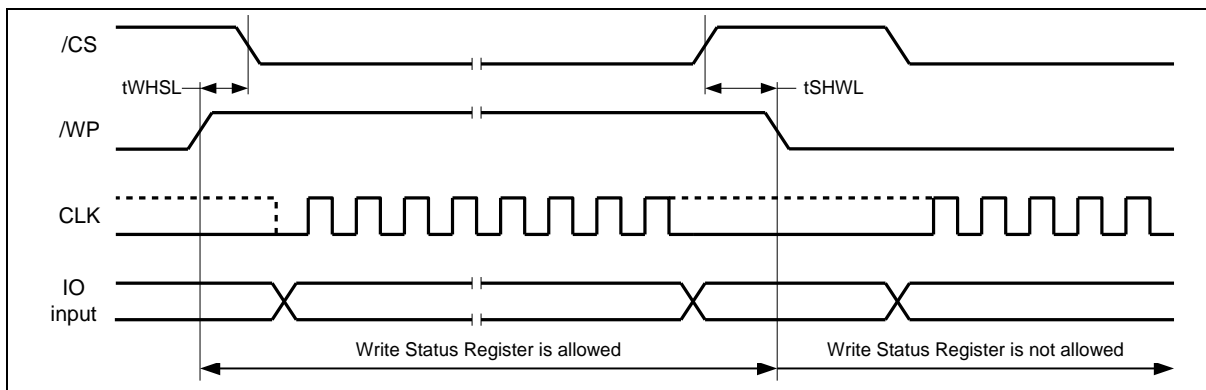 /CS
tWHSL
tSHWL
/WP
CLK
IO
input
Write Status Register is allowed
Write Status Register is not allowed